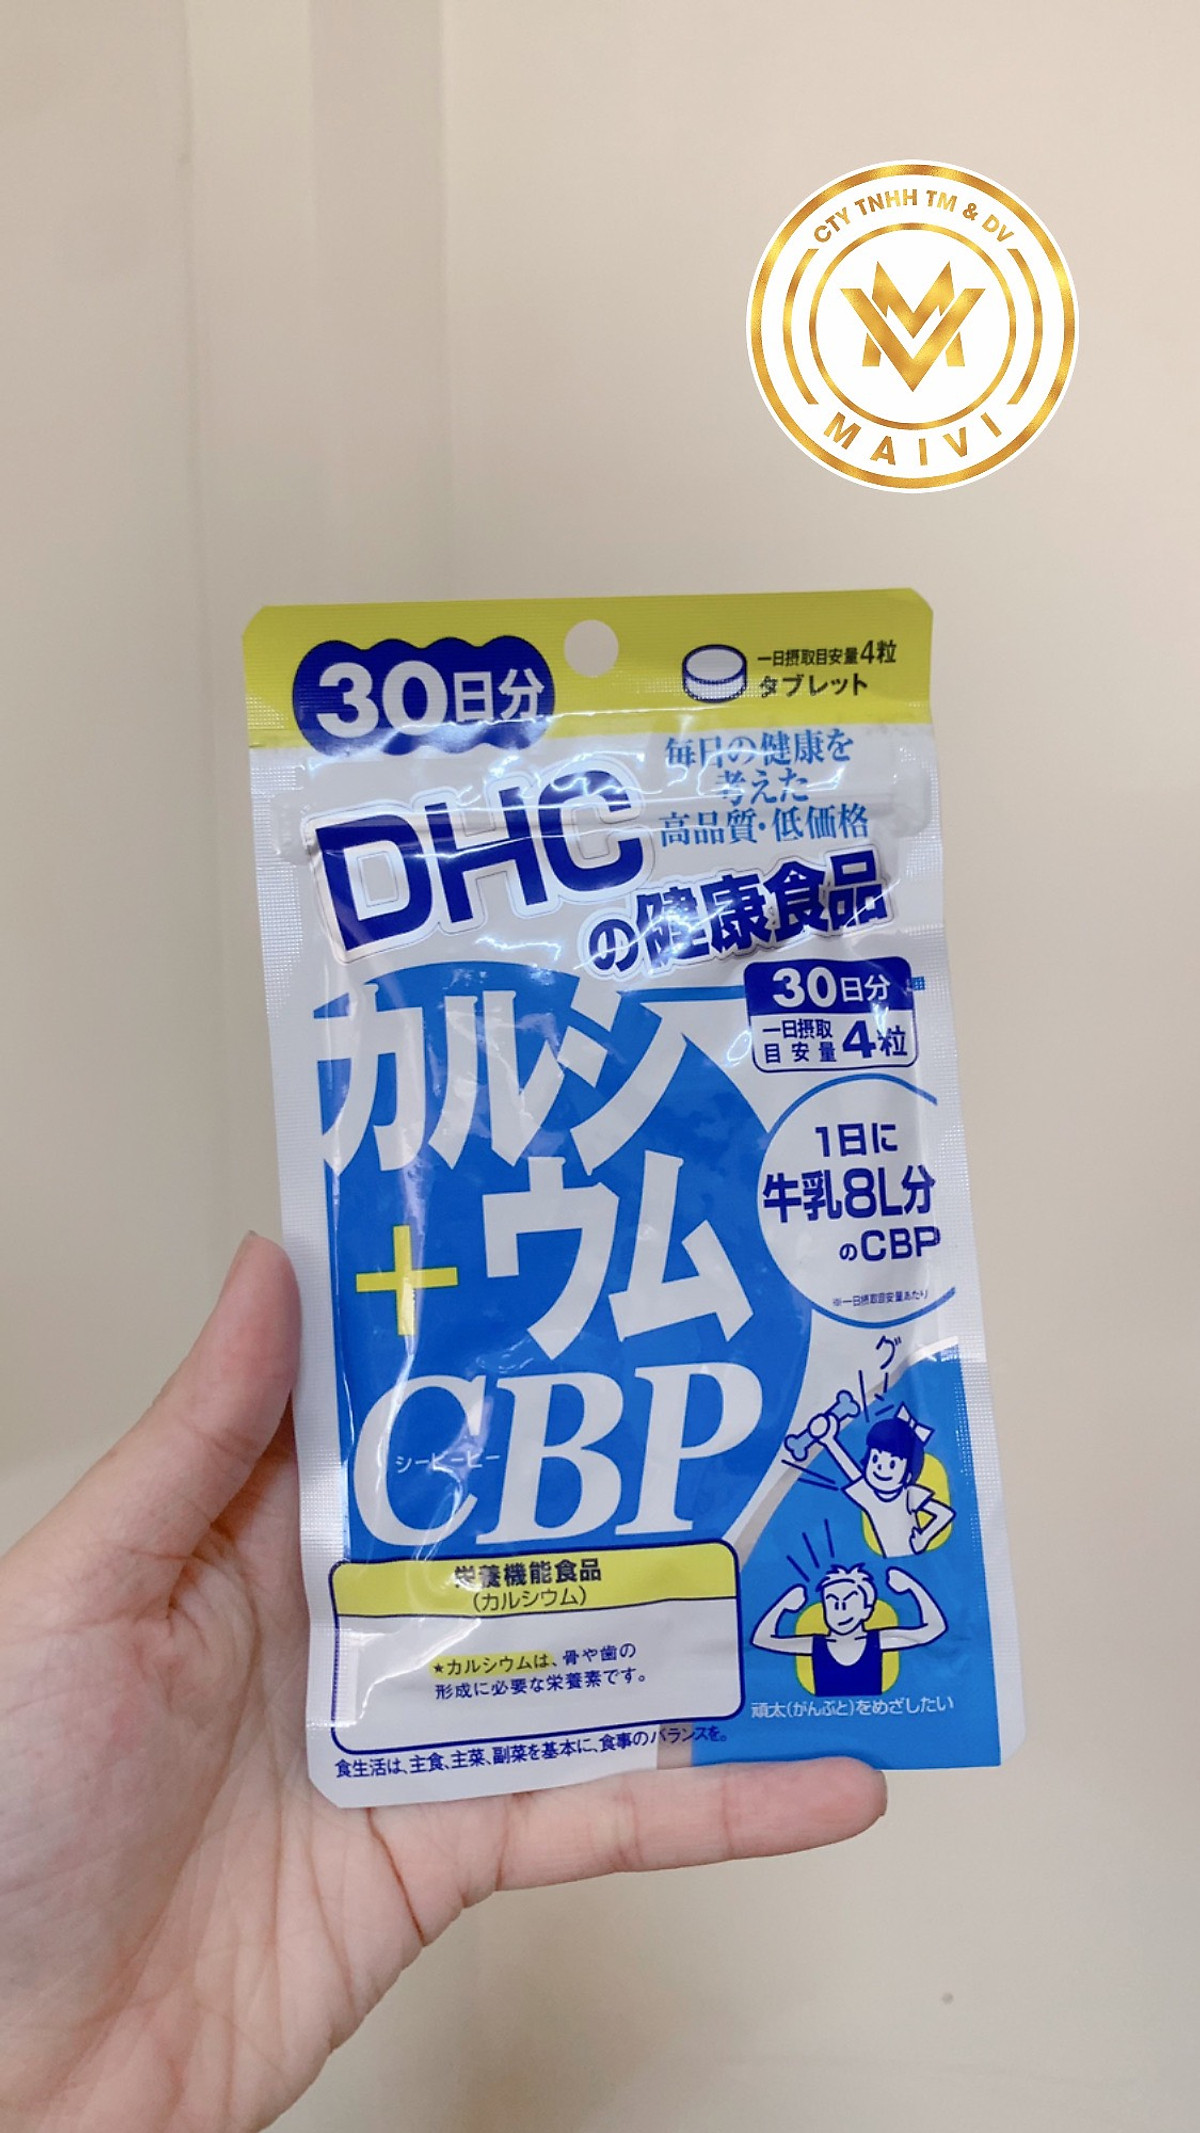 CTY TNHH TM & DV
MAIVI
30日分
一日摂取目安量4粒
タブレット
毎日の健康を
考えた
高品質・低価格
DHC
の健康食品
30日分
一日摂取
目安量 4粒
カルシ
ウム
+
CBP
シーピーピー
1日に
牛乳8L分
のCBP
※一日摂取目安量あたり
グーン
栄養機能食品
(カルシウム)
★カルシウムは、骨や歯の
形成に必要な栄養素です。
頑太(がんぶと)をめざしたい
食生活は、主食、主菜、副菜を基本に、食事のバランスを。